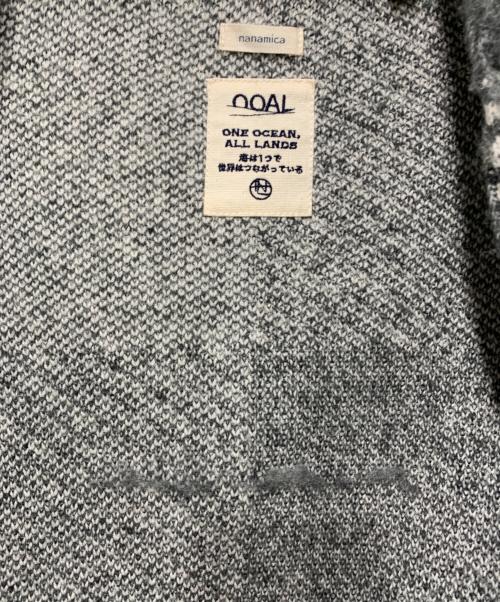 nanamica
OOAL
ONE OCEAN,
ALL LANDS
海は1つで
世界はつながっている